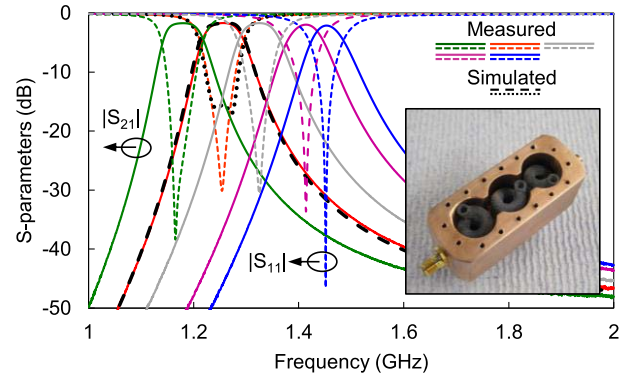 0
-10
-20
-30
-40
-50
S-parameters (dB)
|S21|
|S11|
Measured
Simulated
1
1.2
1.4
1.6
1.8
2
Frequency (GHz)